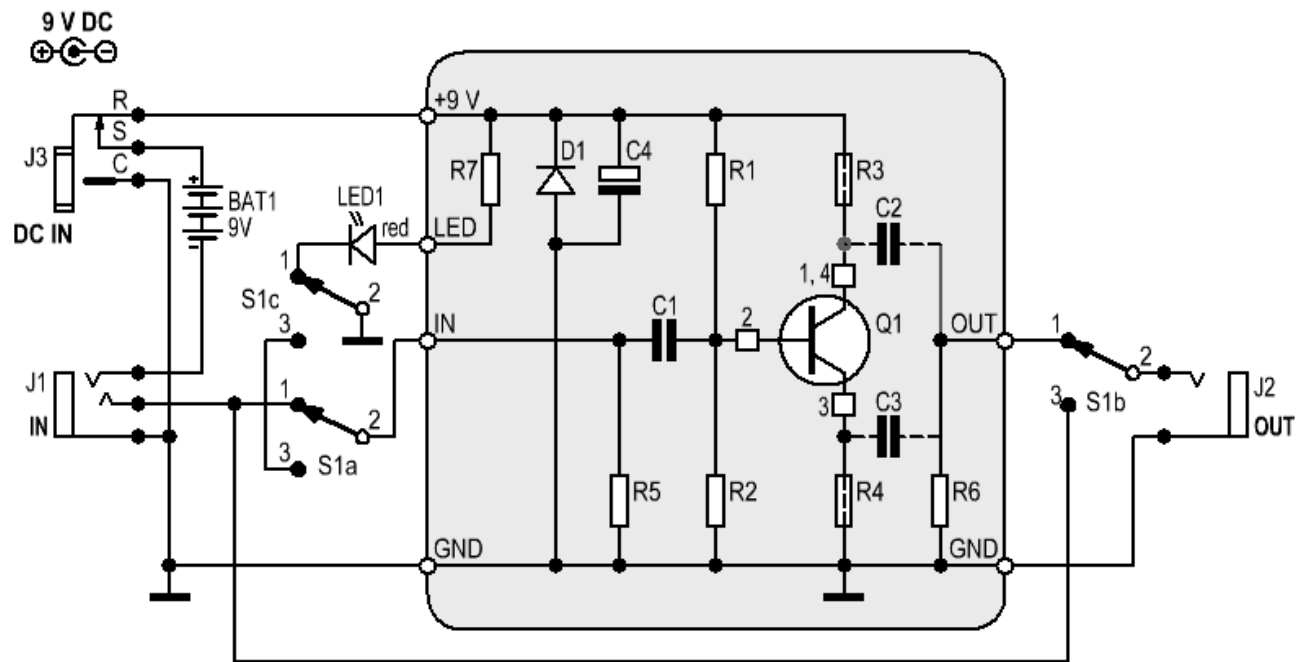 9 V DC
R
+9 V
S
J3
C
D1
C4
R7
R1
R3
BAT1
9V
LED1
red
LED
C2
DC IN
+
-
1
2
S1c
3
1, 4
C1
2
Q1
IN
OUT
1
2
J1
1
2
3
C3
3
S1b
J2
IN
OUT
3
S1a
R5
R2
R4
R6
GND
GND